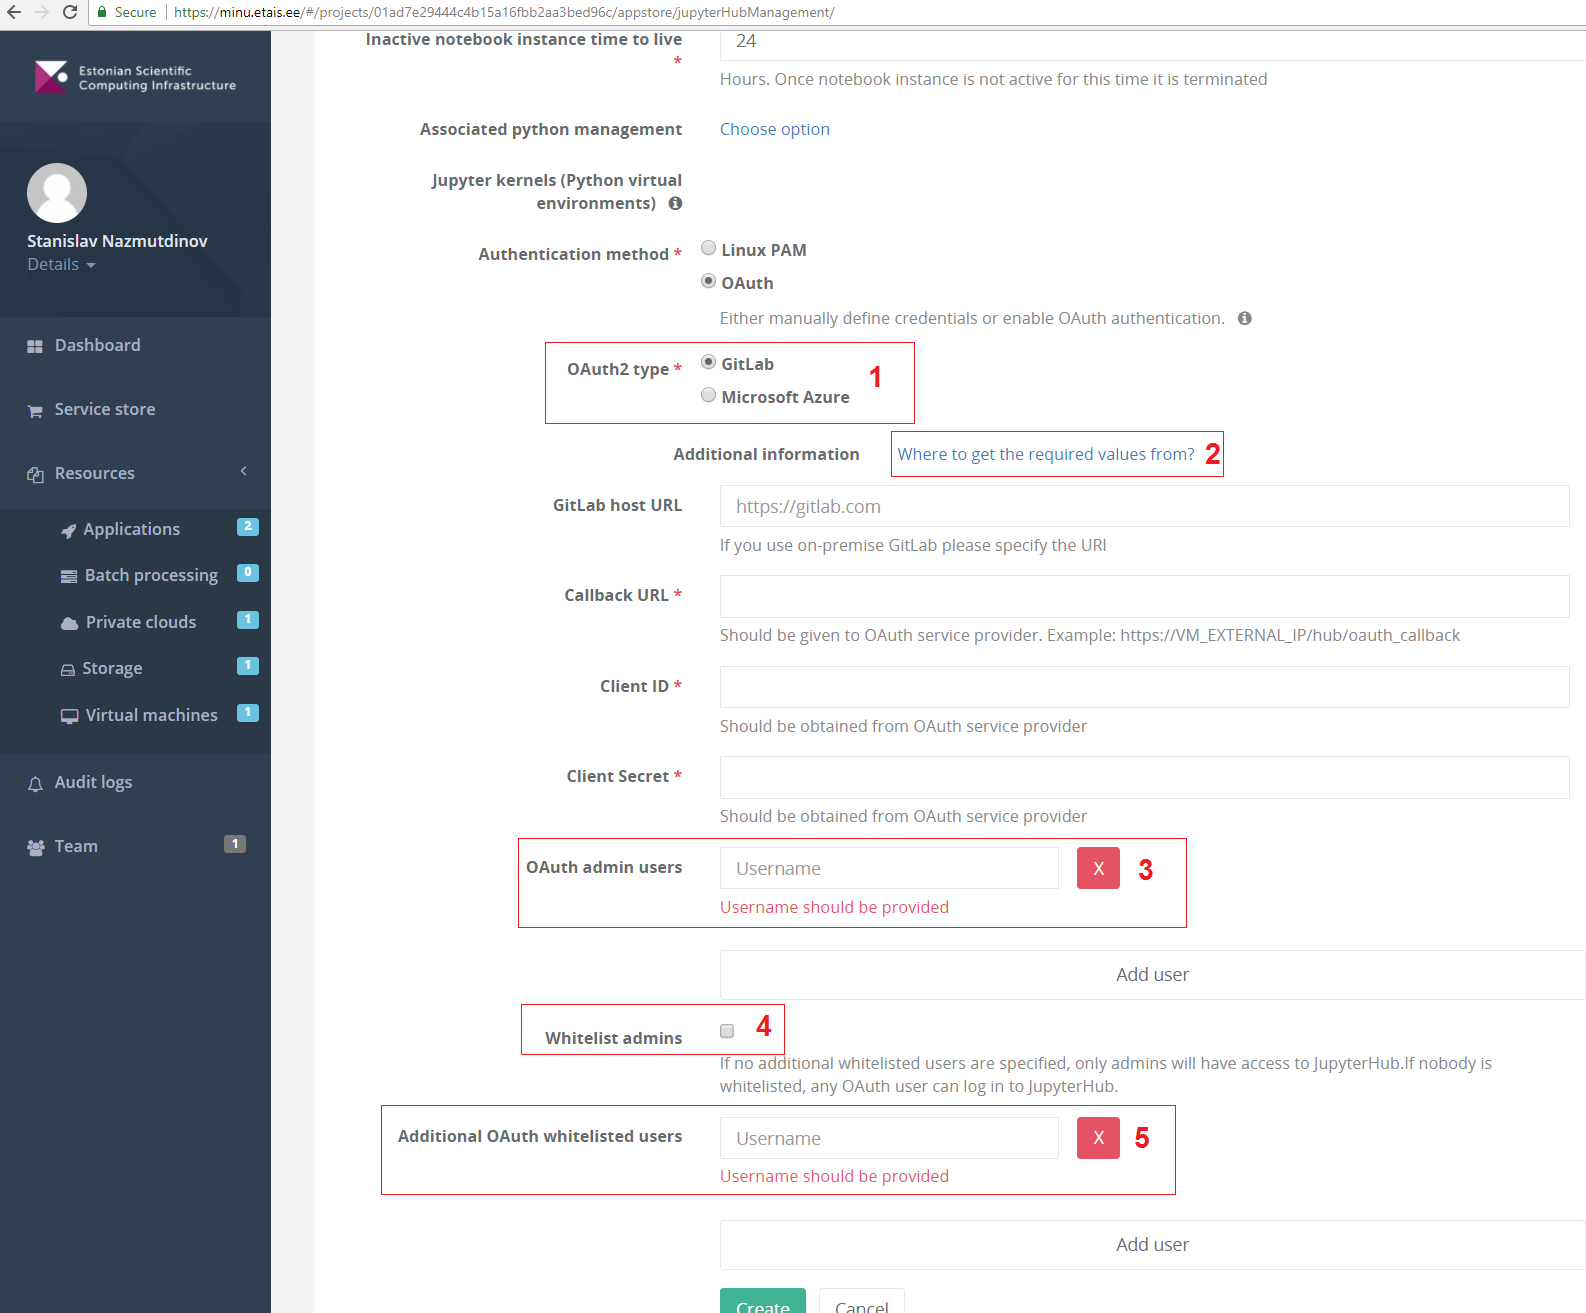 Secure
https://minu.etais.ee/#/projects/01ad7e29444c4b15a16fbb2aa3bed96c/appstore/jupyterHubManagement/
Estonian Scientific
Computing Infrastructure
Stanislav Nazmutdinov
Details
Dashboard
Service store
Resources
Applications 2
Batch processing 0
Private clouds 1
Storage 1
Virtual machines 1
Audit logs
Team 1
Inactive notebook instance time to live
*
24
Hours. Once notebook instance is not active for this time it is terminated
Associated python management
Choose option
Jupyter kernels (Python virtual
environments)
Authentication method *
Linux PAM
OAuth
Either manually define credentials or enable OAuth authentication.
OAuth2 type *
GitLab
Microsoft Azure
1
Additional information
Where to get the required values from?
2
GitLab host URL
https://gitlab.com
If you use on-premise GitLab please specify the URI
Callback URL *
Should be given to OAuth service provider. Example: https://VM_EXTERNAL_IP/hub/oauth_callback
Client ID *
Should be obtained from OAuth service provider
Client Secret *
Should be obtained from OAuth service provider
OAuth admin users
Username
X
3
Username should be provided
Add user
Whitelist admins
4
If no additional whitelisted users are specified, only admins will have access to JupyterHub.If nobody is
whitelisted, any OAuth user can log in to JupyterHub.
Additional OAuth whitelisted users
Username
X
5
Username should be provided
Add user
Create
Cancel